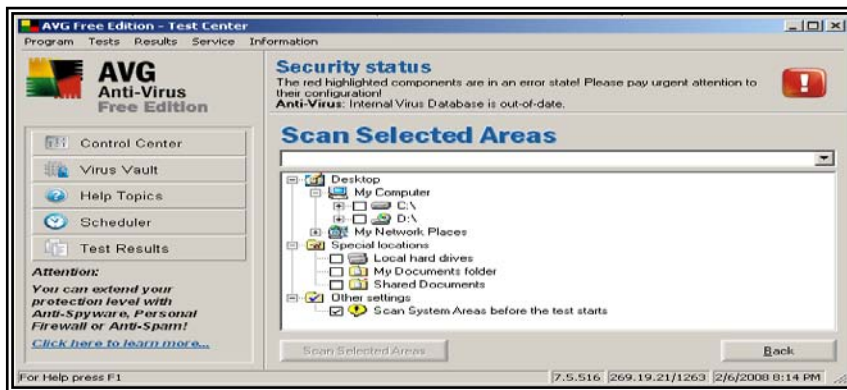 AVG Free Edition - Test Center
Program Tests Results Service Information
AVG
Anti-Virus
Free Edition
Control Center
Virus Vault
Help Topics
Scheduler
Test Results
Attention:
You can extend your
protection level with
Anti-Spyware, Personal
Firewall or Anti-Spam!
Click here to learn more...
Security status
The red highlighted components are in an error state! Please pay urgent attention to
their configuration!
Anti-Virus: Internal Virus Database is out-of-date.
Scan Selected Areas
Desktop
My Computer
C:\
D:\
My Network Places
Special locations
Local hard drives
My Documents folder
Shared Documents
Other settings
Scan System Areas before the test starts
Scan Selected Areas
Back
For Help press F1
7.5.516 269.19.21/1263 2/6/2008 8:14 PM